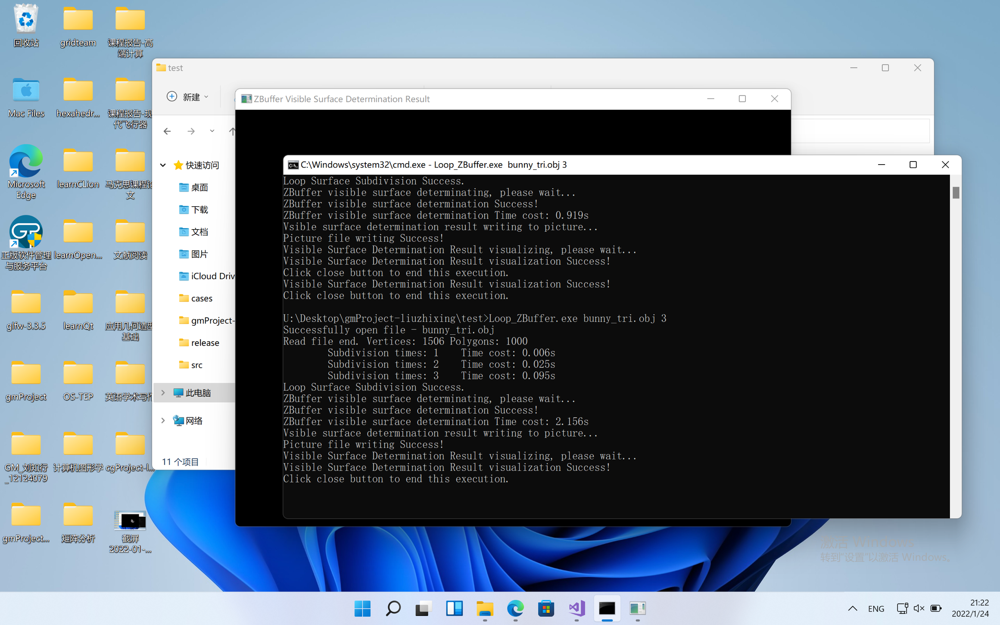 回收站
gridteam
课程报告-高
端计算
Mac Files
hexahedr...
课程报告-现
代飞行器
Microsoft
Edge
learnCLion
马克思课程论
文
正版软件管理
与服务平台
learnOpen...
文献阅读
glfw-3.3.5
learnQt
应用几何造型
基础
gmProject
OS-TEP
英语学术写作
GM_刘知行
_12124079
计算机图形学
cgProject-l...
gmProject...
矩阵分析
截屏
2022-01-...
test
新建
快速访问
桌面
下载
文档
图片
iCloud Driv
cases
gmProject-
release
src
此电脑
网络
11 个项目
ZBuffer Visible Surface Determination Result
C:\Windows\system32\cmd.exe - Loop_ZBuffer.exe  bunny_tri.obj 3
Loop Surface Subdivision Success.
ZBuffer visible surface determinating, please wait...
ZBuffer visible surface determination Success!
ZBuffer visible surface determination Time cost: 0.919s
Vsible surface determination result writing to picture...
Picture file writing Success!
Visible Surface Determination Result visualizing, please wait...
Visible Surface Determination Result visualization Success!
Click close button to end this execution.
Visible Surface Determination Result visualization Success!
Click close button to end this execution.
U:\Desktop\gmProject-liuzhixing\test>Loop_ZBuffer.exe bunny_tri.obj 3
Successfully open file - bunny_tri.obj
Read file end. Vertices: 1506 Polygons: 1000
Subdivision times: 1    Time cost: 0.006s
Subdivision times: 2    Time cost: 0.025s
Subdivision times: 3    Time cost: 0.095s
Loop Surface Subdivision Success.
ZBuffer visible surface determinating, please wait...
ZBuffer visible surface determination Success!
ZBuffer visible surface determination Time cost: 2.156s
Vsible surface determination result writing to picture...
Picture file writing Success!
Visible Surface Determination Result visualizing, please wait...
Visible Surface Determination Result visualization Success!
Click close button to end this execution.
激活 Windows
转到"设置"以激活 Windows。
ENG
21:22
2022/1/24